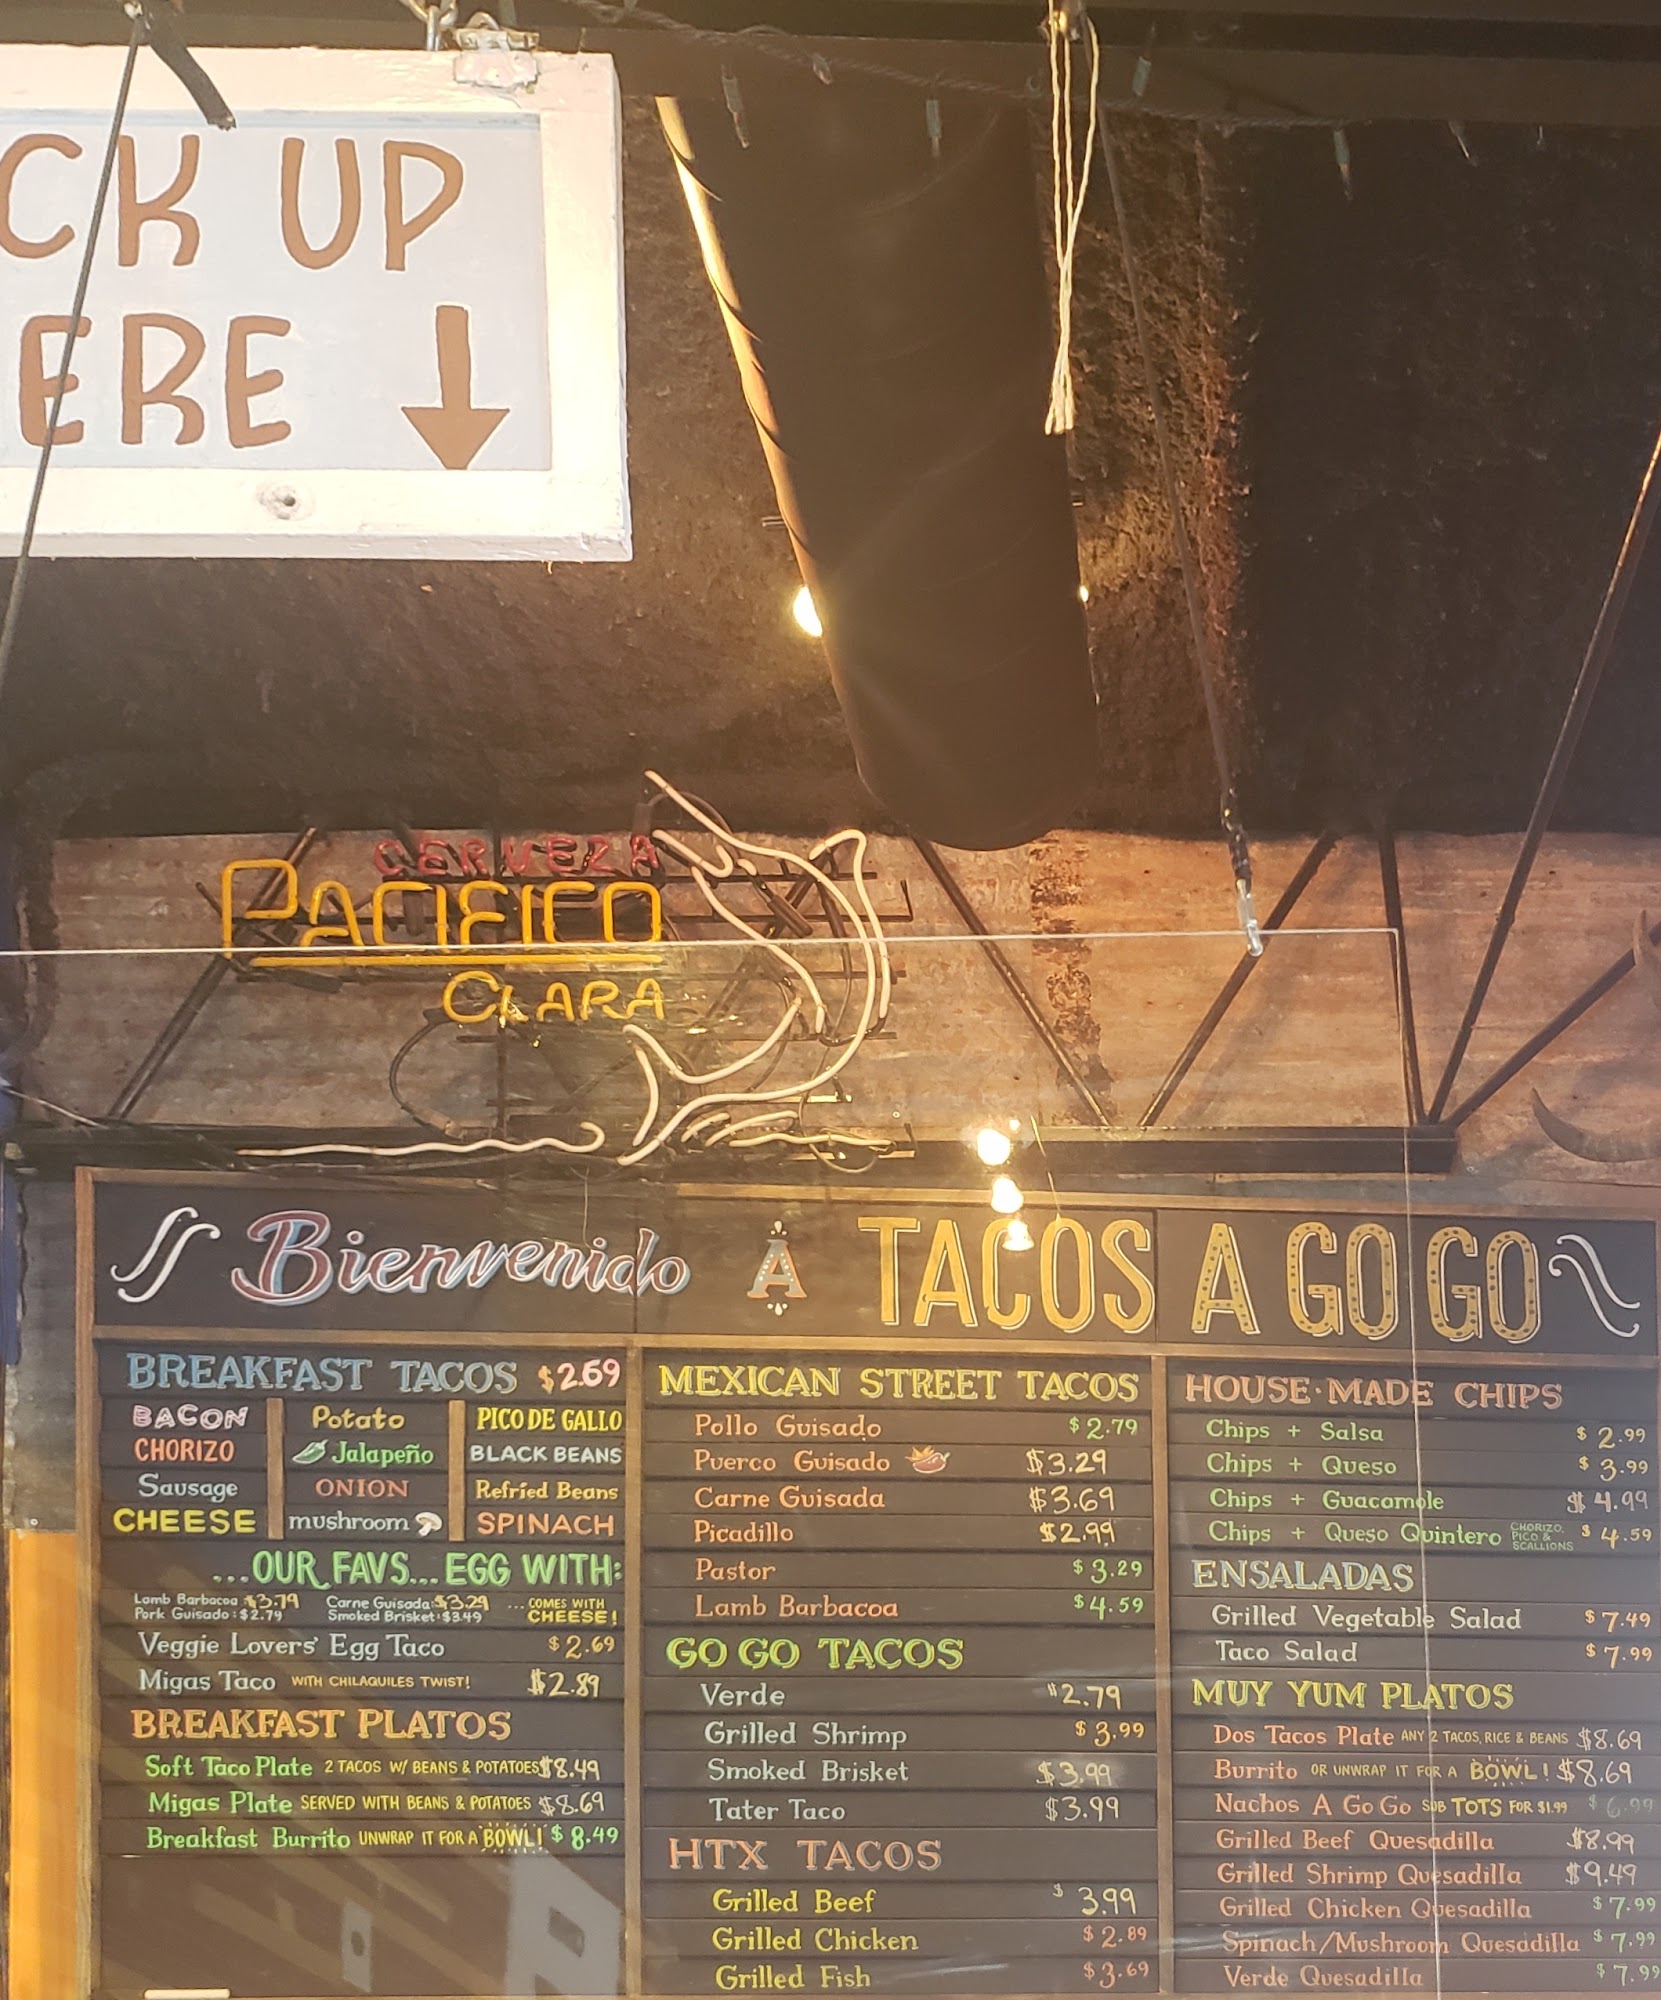 CK UP
ERE
CERVEZA
PACIFICO
CLARA
Bienvenido A TACOS A GO GO
BREAKFAST TACOS $2.69
BACON Potato PICO DE GALLO
CHORIZO Jalapeño BLACK BEANS
Sausage ONION Refried Beans
CHEESE mushroom SPINACH
...OUR FAVS... EGG WITH:
Lamb Barbacoa $3.79 Carne Guisada: $3.29 ...COMES WITH
Pork Guisado: $2.79 Smoked Brisket: $3.49 CHEESE!
Veggie Lovers' Egg Taco $2.69
Migas Taco WITH CHILAQUILES TWIST! $2.89
BREAKFAST PLATOS
Soft Taco Plate 2 TACOS W/ BEANS & POTATOES $8.49
Migas Plate SERVED WITH BEANS & POTATOES $8.69
Breakfast Burrito UNWRAP IT FOR A BOWL! $8.49
MEXICAN STREET TACOS
Pollo Guisado $2.79
Puerco Guisado $3.29
Carne Guisada $3.69
Picadillo $2.99
Pastor $3.29
Lamb Barbacoa $4.59
GO GO TACOS
Verde $2.79
Grilled Shrimp $3.99
Smoked Brisket $3.99
Tater Taco $3.99
HTX TACOS
Grilled Beef $3.99
Grilled Chicken $2.89
Grilled Fish $3.69
HOUSE·MADE CHIPS
Chips + Salsa $2.99
Chips + Queso $3.99
Chips + Guacamole $4.99
Chips + Queso Quintero CHORIZO, PICO & SCALLIONS $4.59
ENSALADAS
Grilled Vegetable Salad $7.49
Taco Salad $7.99
MUY YUM PLATOS
Dos Tacos Plate ANY 2 TACOS, RICE & BEANS $8.69
Burrito OR UNWRAP IT FOR A BOWL! $8.69
Nachos A Go Go SUB TOTS FOR $1.99 $6.99
Grilled Beef Quesadilla $8.99
Grilled Shrimp Quesadilla $9.49
Grilled Chicken Quesadilla $7.99
Spinach/Mushroom Quesadilla $7.99
Verde Quesadilla $7.99